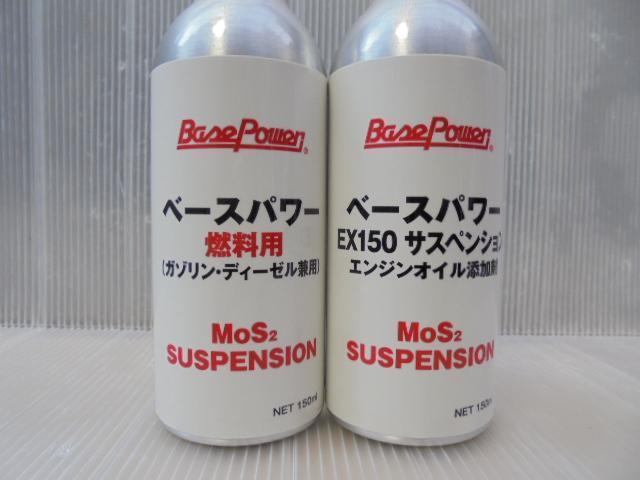 BasePower®
ベースパワー
燃料用
(ガソリン・ディーゼル兼用)
MoS2
SUSPENSION
NET 150ml
BasePower®
ベースパワー
EX150 サスペンション
エンジンオイル添加剤
MoS2
SUSPENSION
NET 150ml